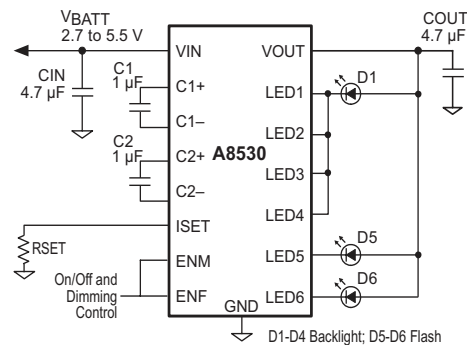 VBATT
2.7 to 5.5 V
COUT
4.7 µF
VIN
VOUT
CIN
4.7 µF
C1
1 µF
C1+
C1–
LED1
D1
LED2
C2
1 µF
C2+
C2–
A8530
LED3
LED4
ISET
RSET
LED5
D5
On/Off and
Dimming
Control
ENM
ENF
LED6
D6
GND
D1-D4 Backlight; D5-D6 Flash